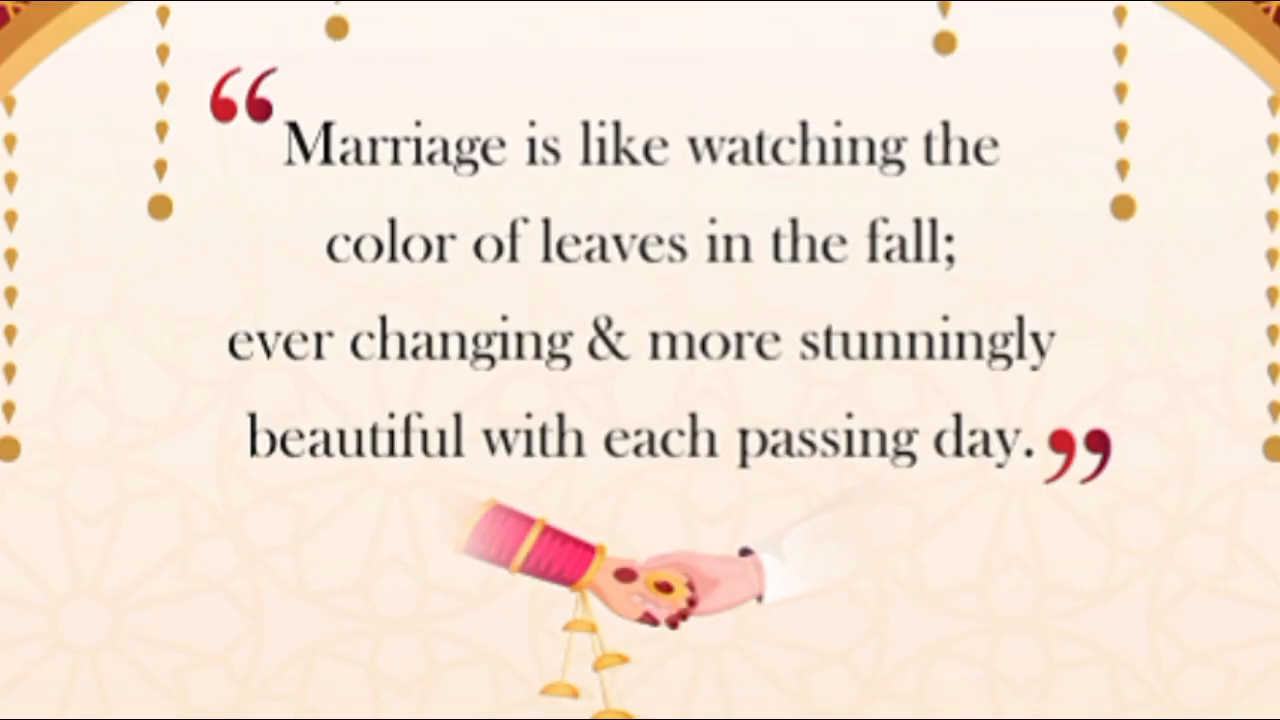 “Marriage is like watching the
color of leaves in the fall;
ever changing & more stunningly
beautiful with each passing day.”